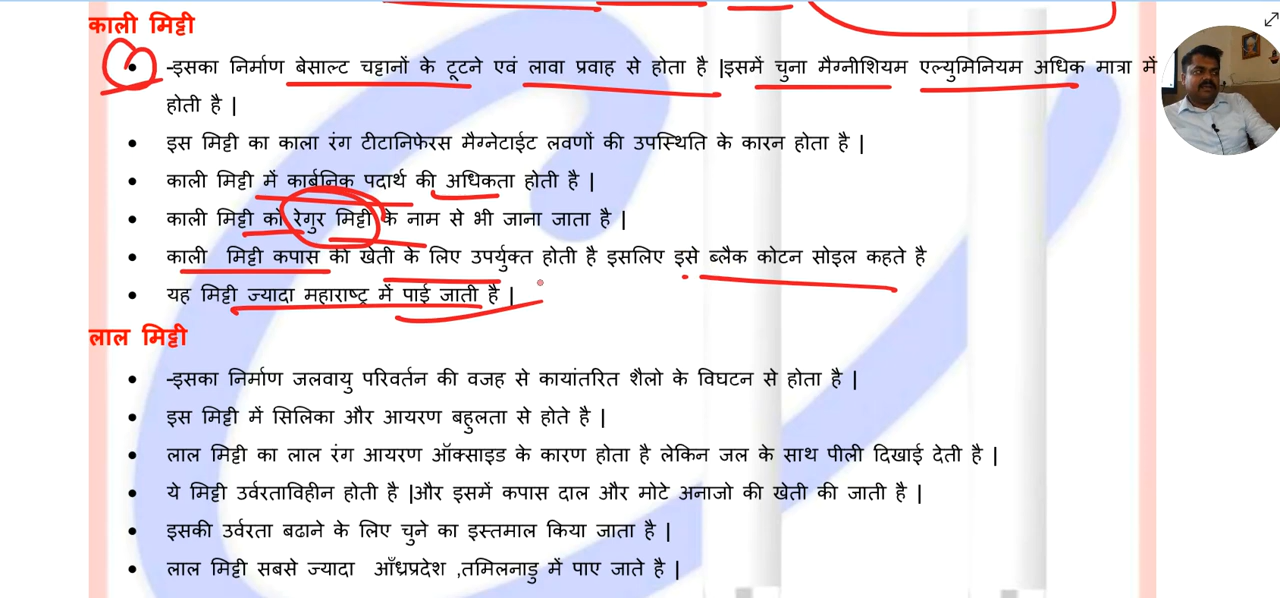 काली मिट्टी
• -इसका निर्माण बेसाल्ट चट्टानों के टूटने एवं लावा प्रवाह से होता है |इसमें चुना मैग्नीशियम एल्युमिनियम अधिक मात्रा में
होती है |
• इस मिट्टी का काला रंग टीटानिफेरस मैग्नेटाईट लवणों की उपस्थिति के कारन होता है |
• काली मिट्टी में कार्बनिक पदार्थ की अधिकता होती है |
• काली मिट्टी को रेगुर मिट्टी के नाम से भी जाना जाता है |
• काली मिट्टी कपास की खेती के लिए उपर्युक्त होती है इसलिए इसे ब्लैक कोटन सोइल कहते है
• यह मिट्टी ज्यादा महाराष्ट्र में पाई जाती है |
लाल मिट्टी
• -इसका निर्माण जलवायु परिवर्तन की वजह से कायांतरित शैलो के विघटन से होता है |
• इस मिट्टी में सिलिका और आयरण बहुलता से होते है |
• लाल मिट्टी का लाल रंग आयरण ऑक्साइड के कारण होता है लेकिन जल के साथ पीली दिखाई देती है |
• ये मिट्टी उर्वरताविहीन होती है |और इसमें कपास दाल और मोटे अनाजो की खेती की जाती है |
• इसकी उर्वरता बढाने के लिए चुने का इस्तमाल किया जाता है |
• लाल मिट्टी सबसे ज्यादा आँध्रप्रदेश ,तमिलनाडु में पाए जाते है |